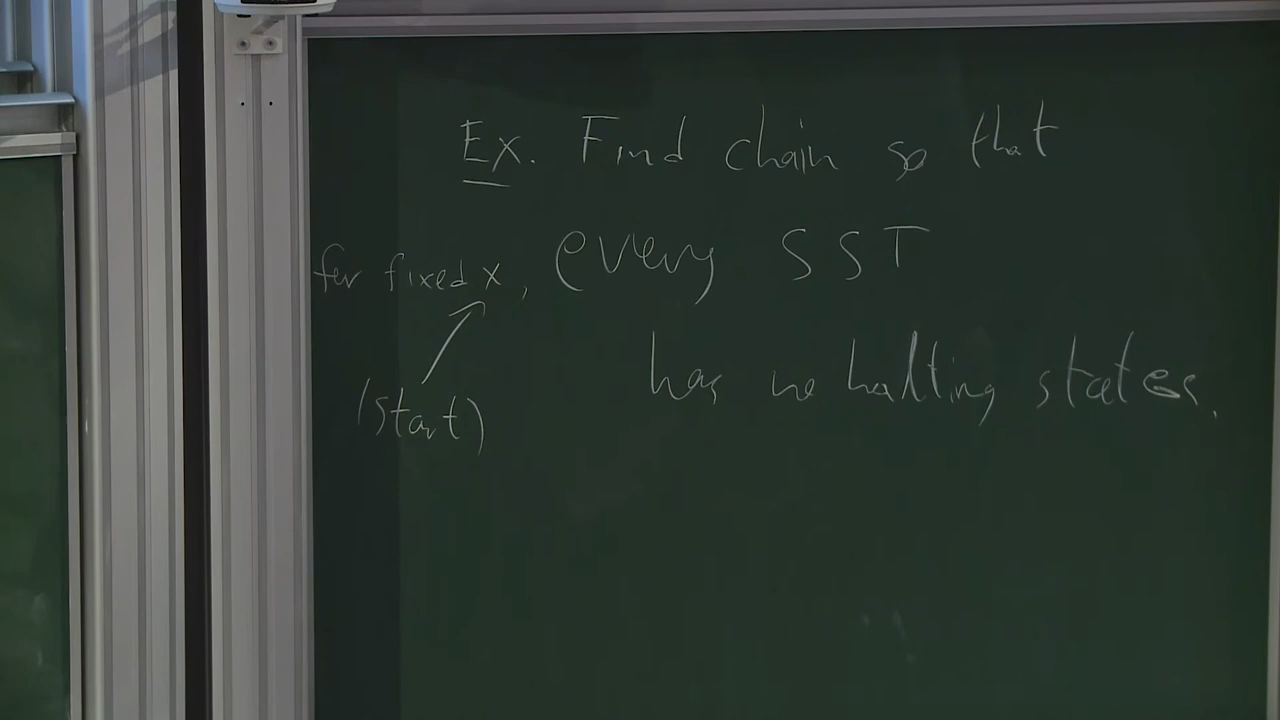 Ex. Find chain so that
for fixed x, every SST
has no halting states.
(start)